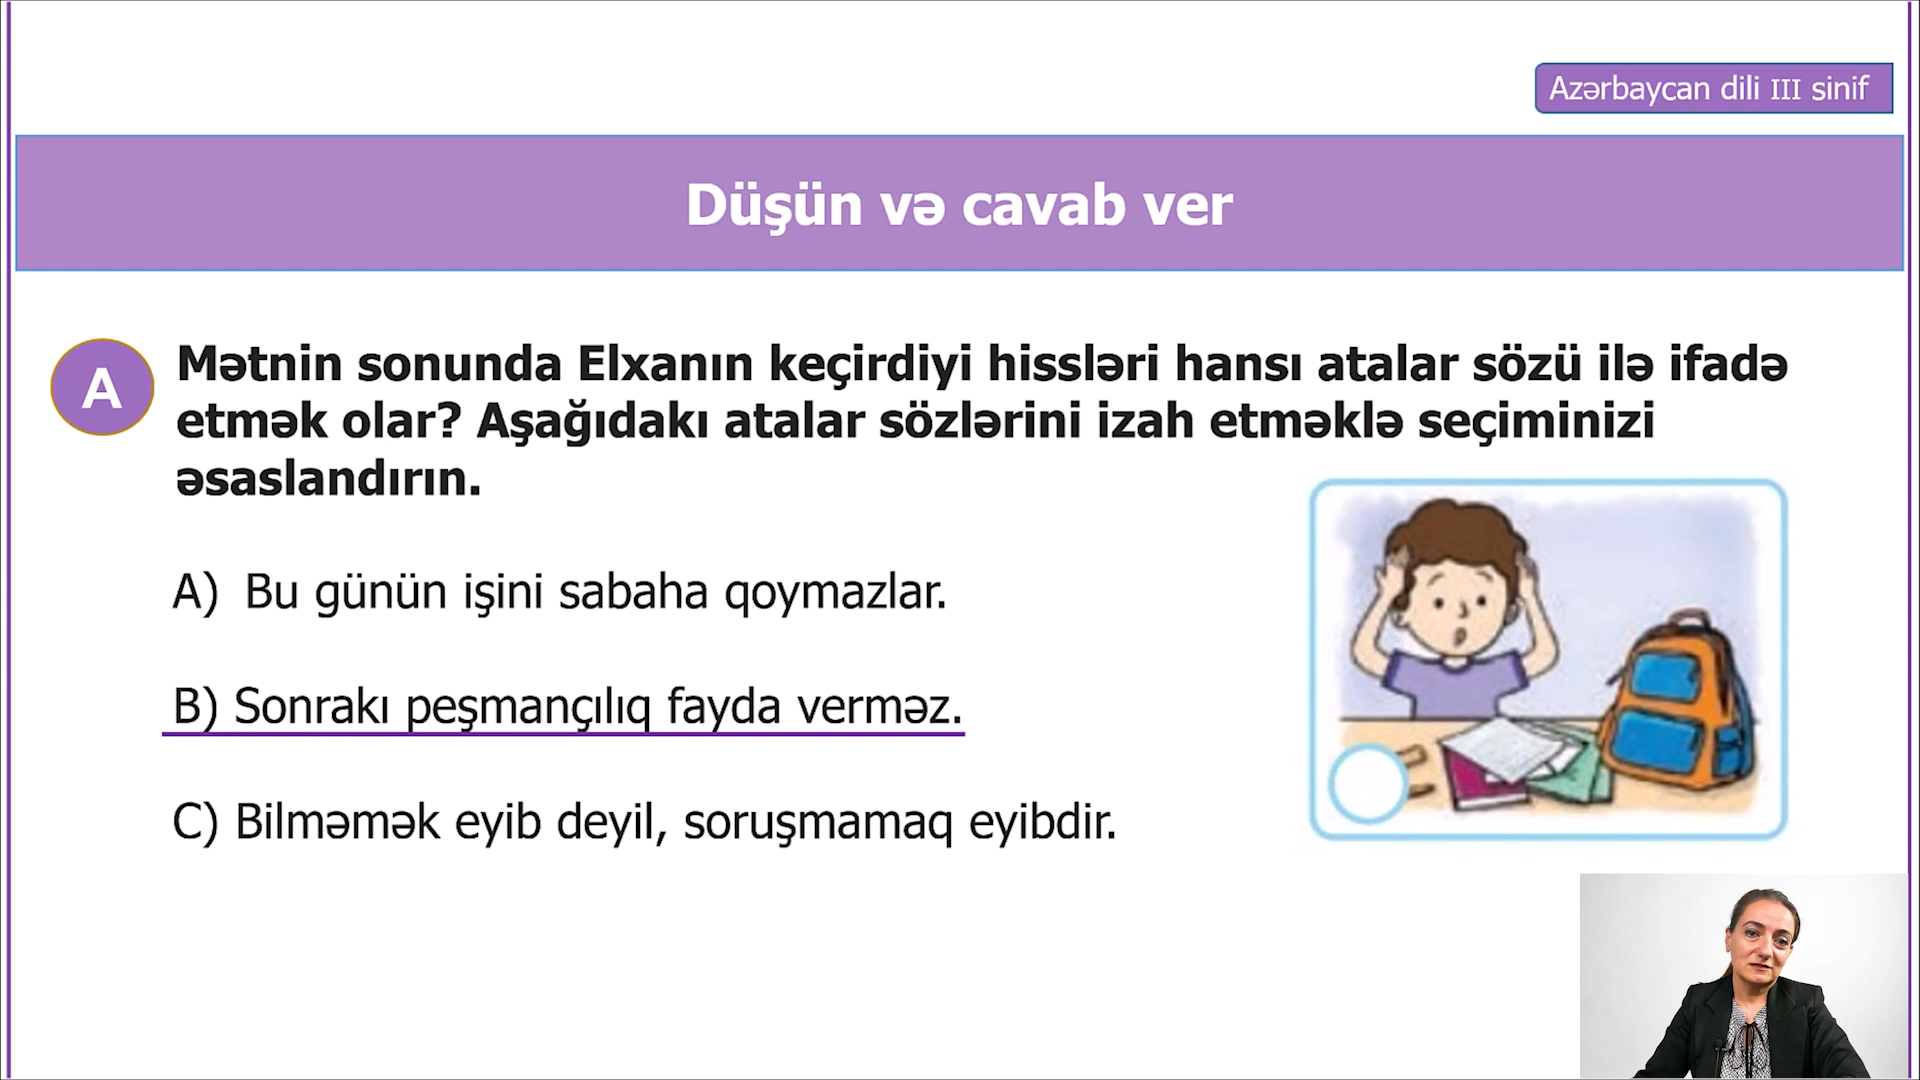 Azərbaycan dili III sinif
Düşün və cavab ver
A
Mətnin sonunda Elxanın keçirdiyi hissləri hansı atalar sözü ilə ifadə
etmək olar? Aşağıdakı atalar sözlərini izah etməklə seçiminizi
əsaslandırın.
A) Bu günün işini sabaha qoymazlar.
B) Sonrakı peşmançılıq fayda verməz.
C) Bilməmək eyib deyil, soruşmamaq eyibdir.